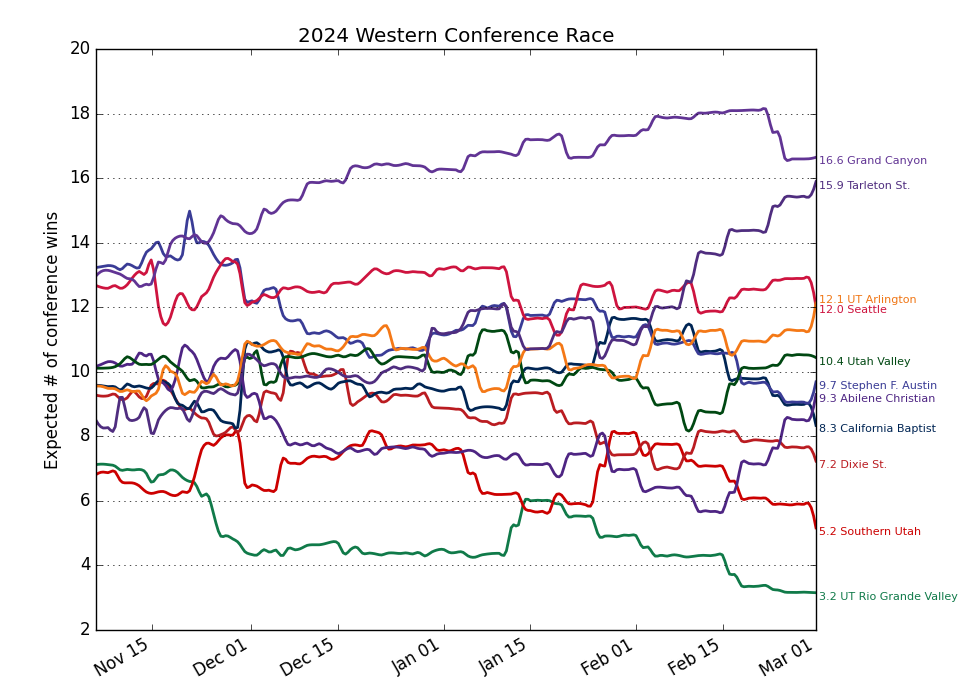 2024 Western Conference Race
Expected # of conference wins
20
18
16
14
12
10
8
6
4
2
16.6 Grand Canyon
15.9 Tarleton St.
12.1 UT Arlington
12.0 Seattle
10.4 Utah Valley
9.7 Stephen F. Austin
9.3 Abilene Christian
8.3 California Baptist
7.2 Dixie St.
5.2 Southern Utah
3.2 UT Rio Grande Valley
Nov 15
Dec 01
Dec 15
Jan 01
Jan 15
Feb 01
Feb 15
Mar 01